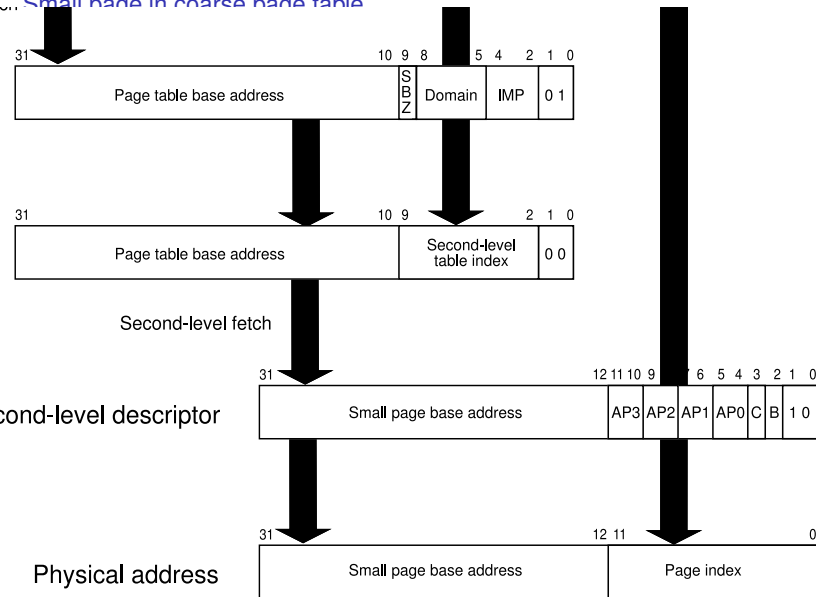 Small page in coarse page table
31 10 9 8 5 4 2 1 0
Page table base address SBZ Domain IMP 0 1
31 10 9 2 1 0
Page table base address Second-level table index 0 0
Second-level fetch
31 12 11 10 9 6 5 4 3 2 1 0
cond-level descriptor Small page base address AP3 AP2 AP1 AP0 C B 1 0
31 12 11 0
Physical address Small page base address Page index